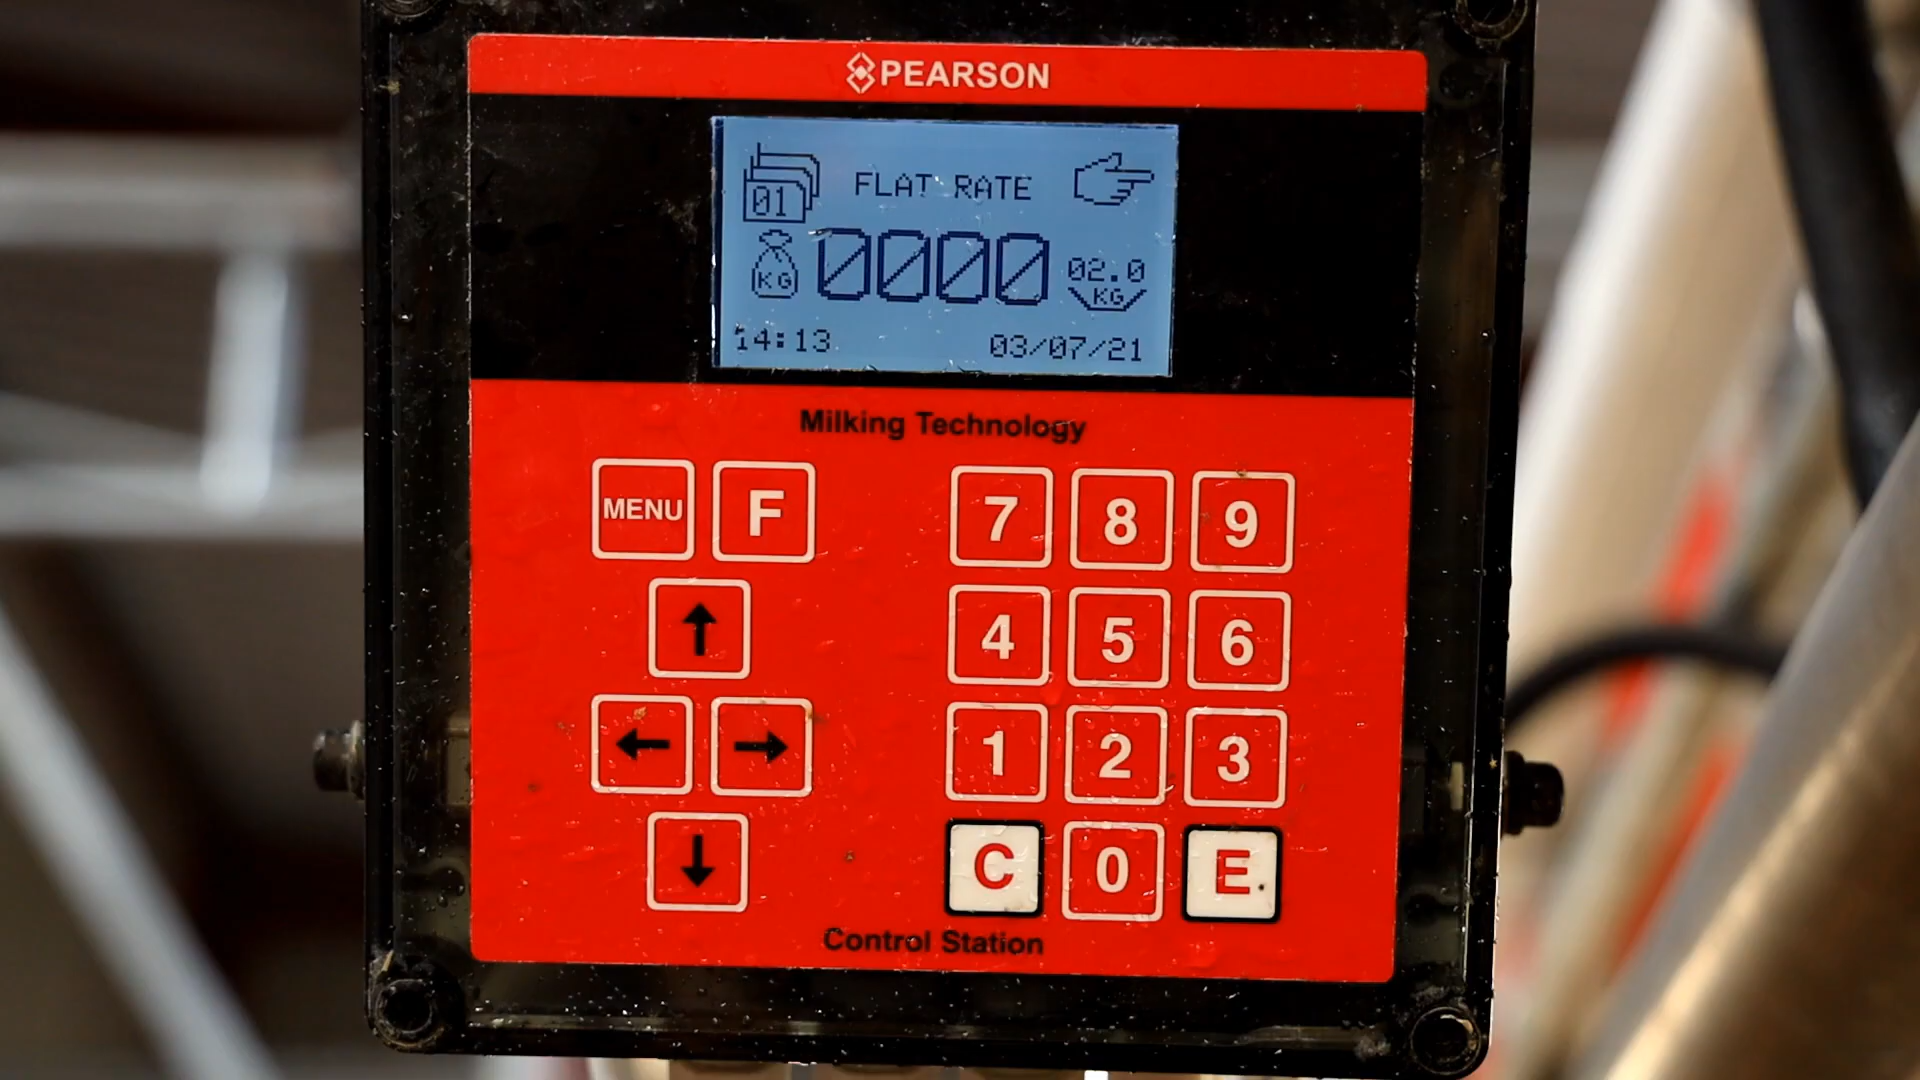 PEARSON
01 FLAT RATE
KG 0000 02.0 KG
14:13 03/07/21
Milking Technology
MENU F 7 8 9
4 5 6
1 2 3
C 0 E
Control Station